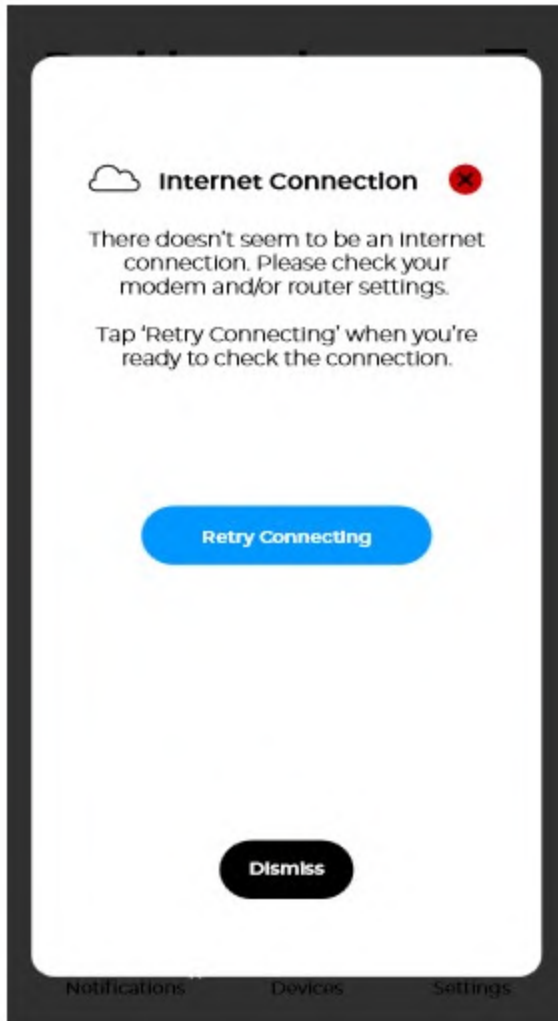 Internet Connection
There doesn't seem to be an internet
connection. Please check your
modem and/or router settings.
Tap 'Retry Connecting' when you're
ready to check the connection.
Retry Connecting
Dismiss
Notifications Devices Settings